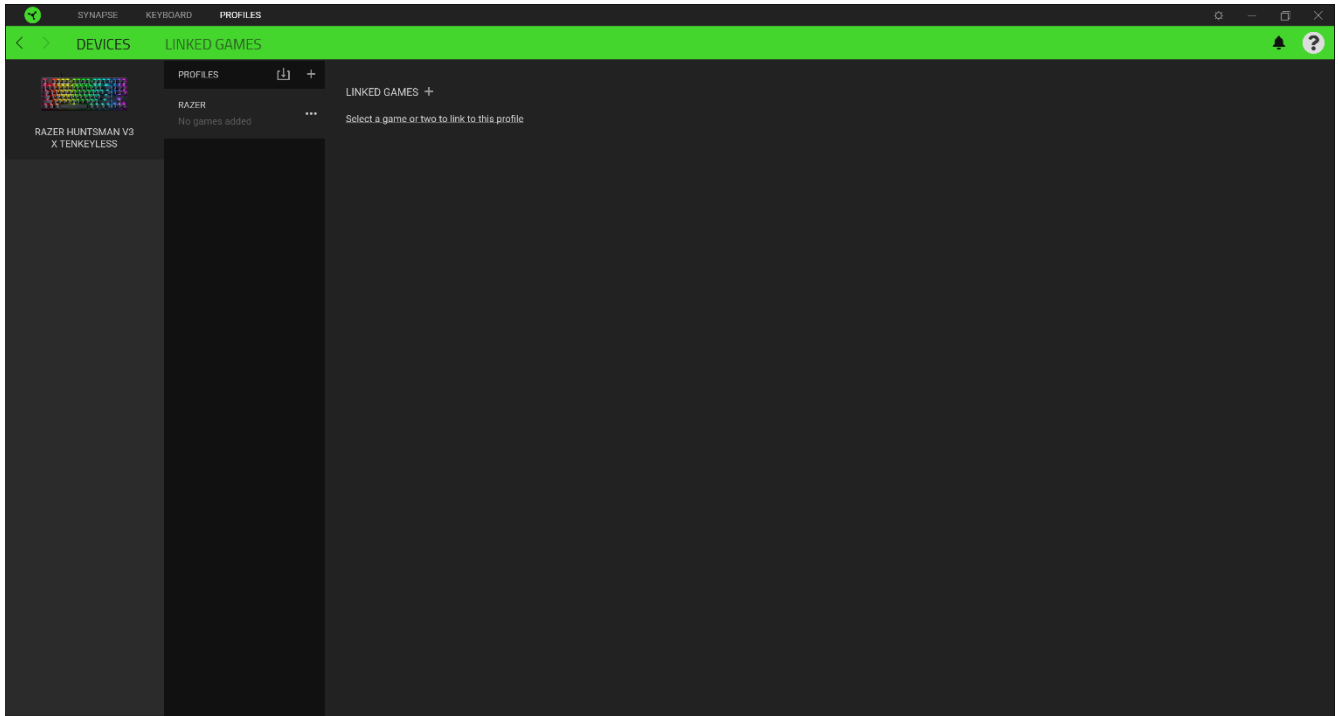 SYNAPSE KEYBOARD PROFILES
DEVICES LINKED GAMES
RAZER HUNTSMAN V3
X TENKEYLESS
PROFILES
RAZER
No games added
LINKED GAMES
Select a game or two to link to this profile